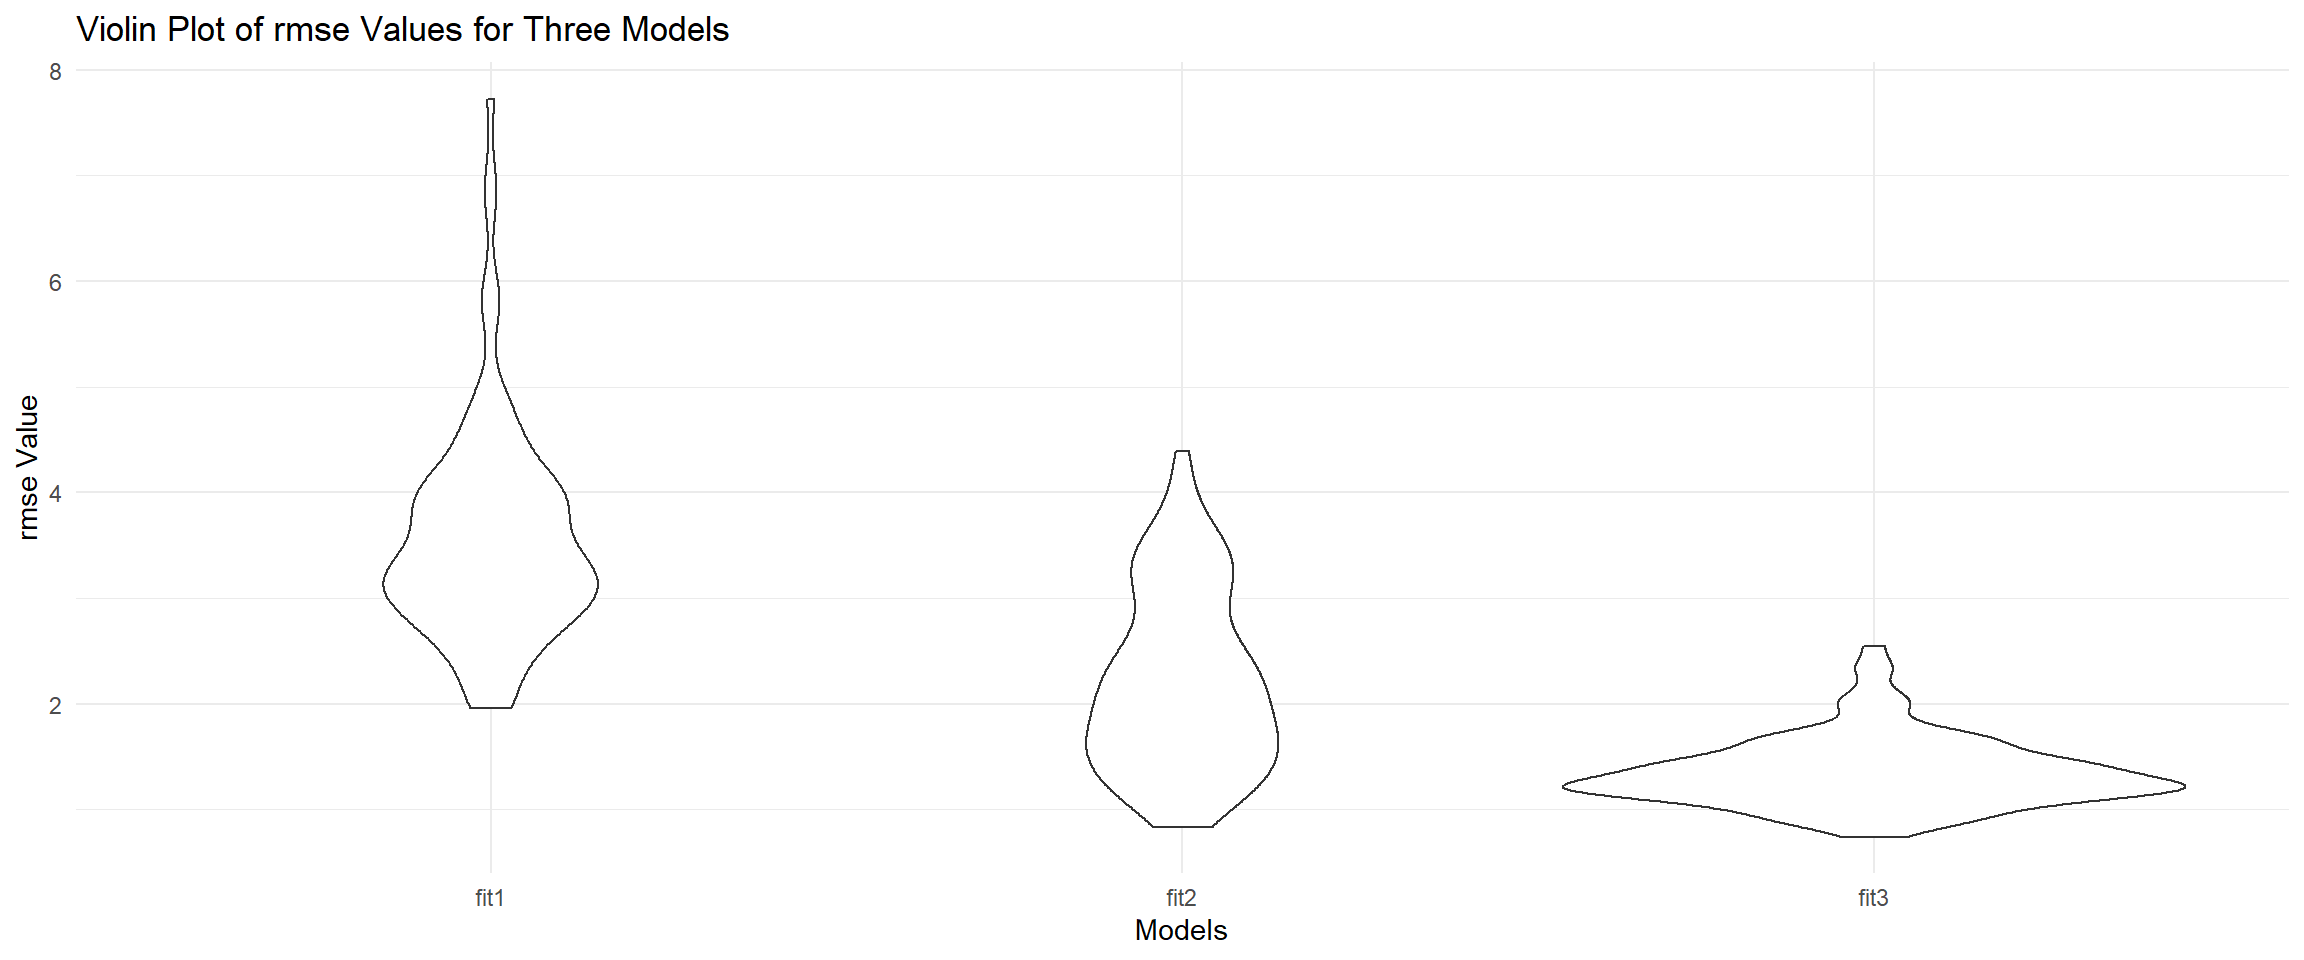 Violin Plot of rmse Values for Three Models
8
6
4
2
rmse Value
fit1
fit2
fit3
Models